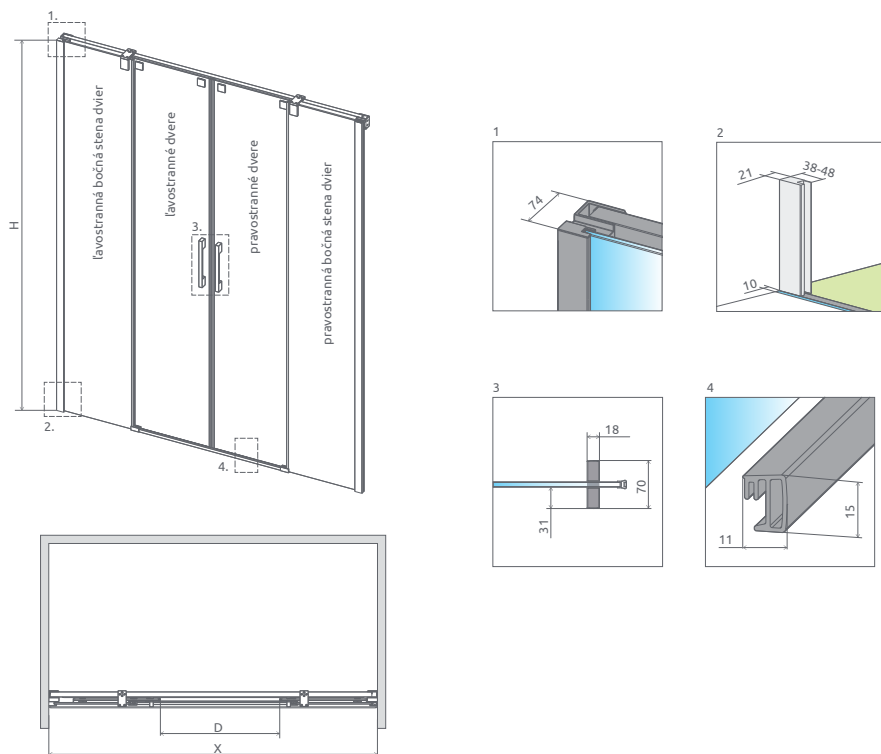 1.
H
ľavostranná bočná stena dvier
ľavostranné dvere
pravostranné dvere
pravostranná bočná stena dvier
3.
2.
4.
1
74
2
21
38-48
10
3
18
70
31
4
15
11
D
X